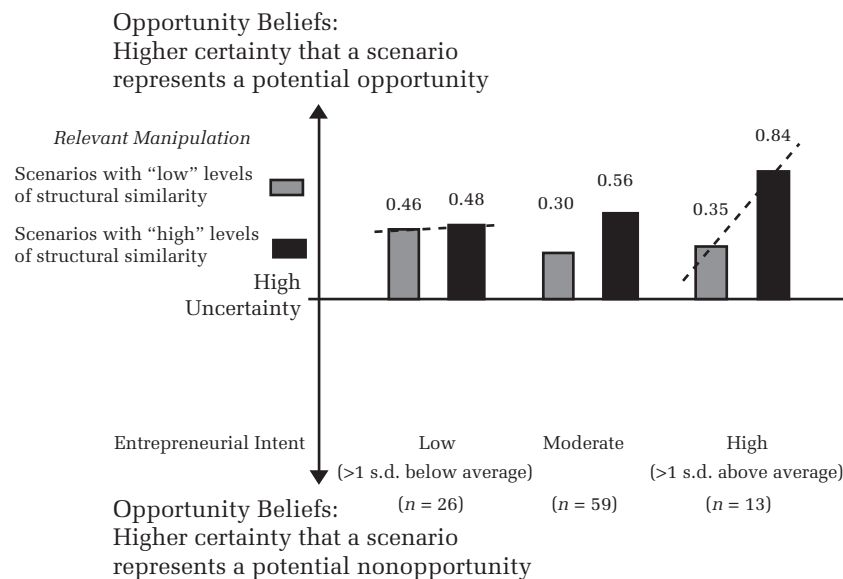 Opportunity Beliefs:
Higher certainty that a scenario
represents a potential opportunity
Relevant Manipulation
Scenarios with “low” levels
of structural similarity
Scenarios with “high” levels
of structural similarity
High
Uncertainty
0.46
0.48
0.30
0.56
0.35
0.84
Entrepreneurial Intent
Low
(>1 s.d. below average)
(n = 26)
Moderate
(n = 59)
High
(>1 s.d. above average)
(n = 13)
Opportunity Beliefs:
Higher certainty that a scenario
represents a potential nonopportunity